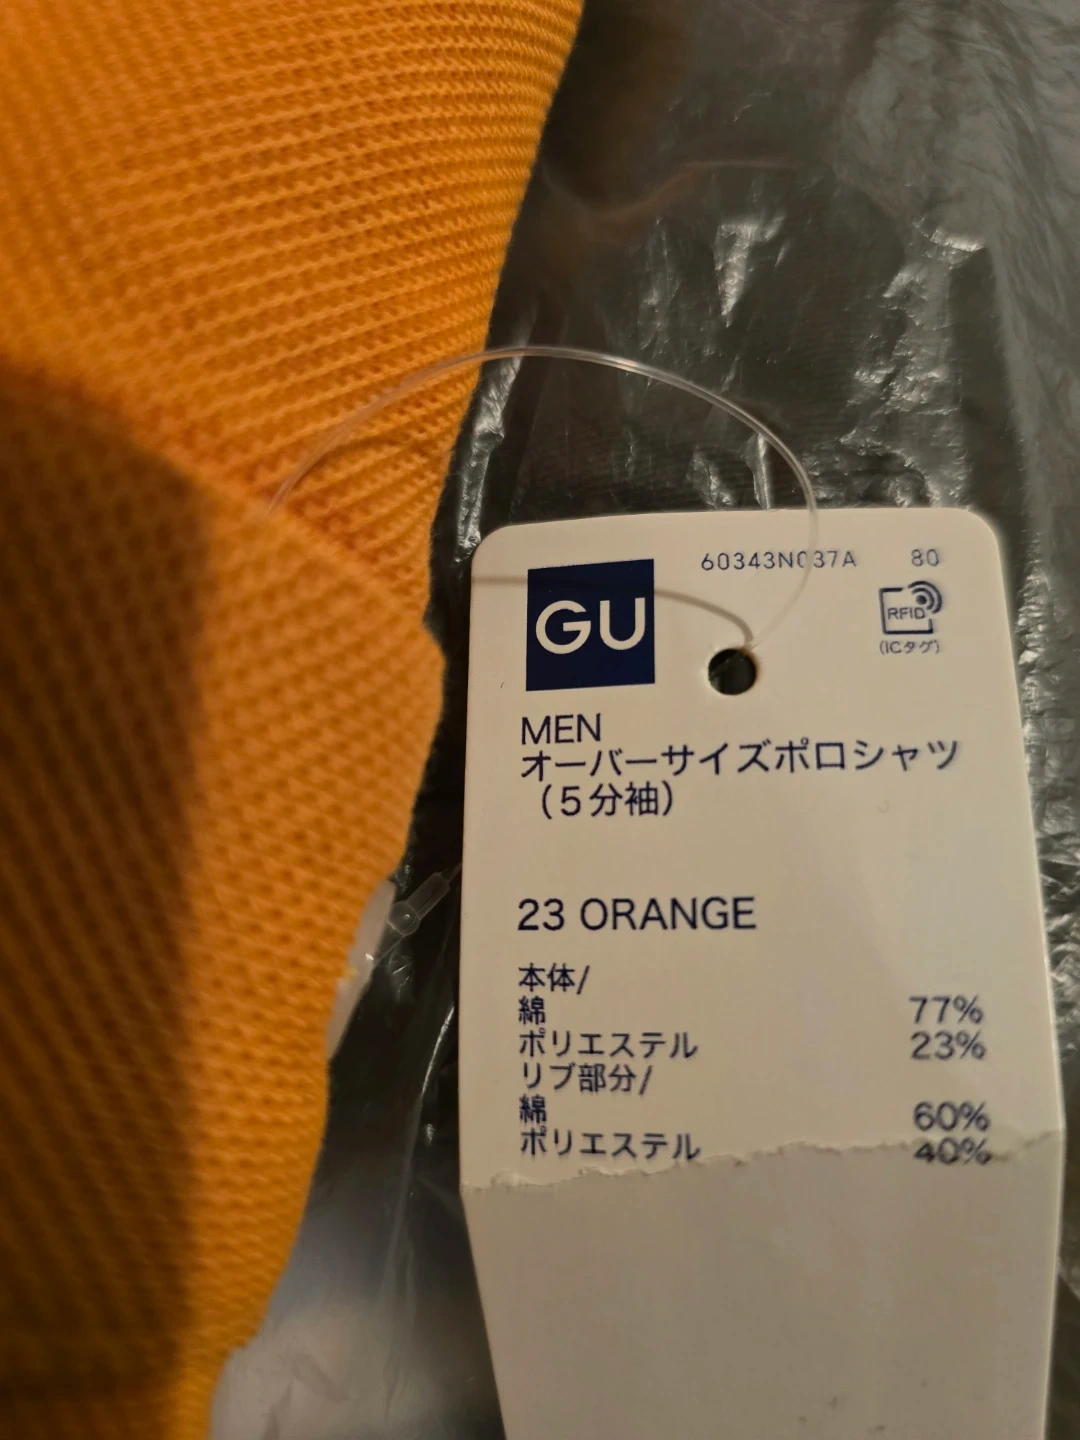 60343N037A 80
GU
RFID
(ICタグ)
MEN
オーバーサイズポロシャツ
(5分袖)
23 ORANGE
本体/
綿 77%
ポリエステル 23%
リブ部分/
綿 60%
ポリエステル 40%